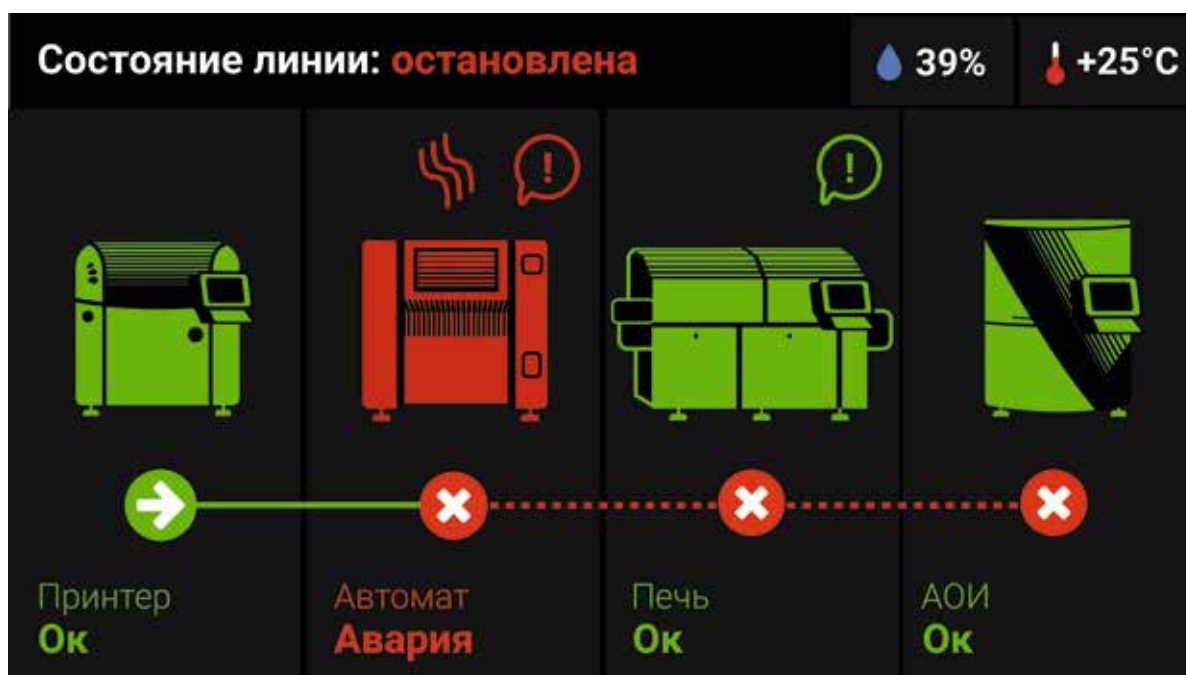 Состояние линии: остановлена
39%
+25°C
!
!
Принтер
Ок
Автомат
Авария
Печь
Ок
АОИ
Ок